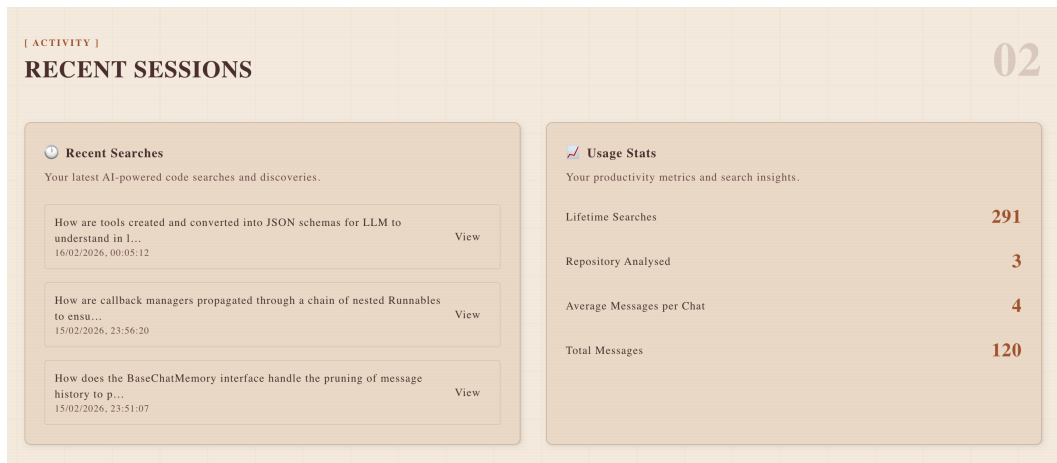 [ ACTIVITY ]
RECENT SESSIONS
02
Recent Searches
Your latest AI-powered code searches and discoveries.
How are tools created and converted into JSON schemas for LLM to
understand in l...
View
16/02/2026, 00:05:12
How are callback managers propagated through a chain of nested Runnables
to ensu...
View
15/02/2026, 23:56:20
How does the BaseChatMemory interface handle the pruning of message
history to p...
View
15/02/2026, 23:51:07
Usage Stats
Your productivity metrics and search insights.
Lifetime Searches 291
Repository Analysed 3
Average Messages per Chat 4
Total Messages 120